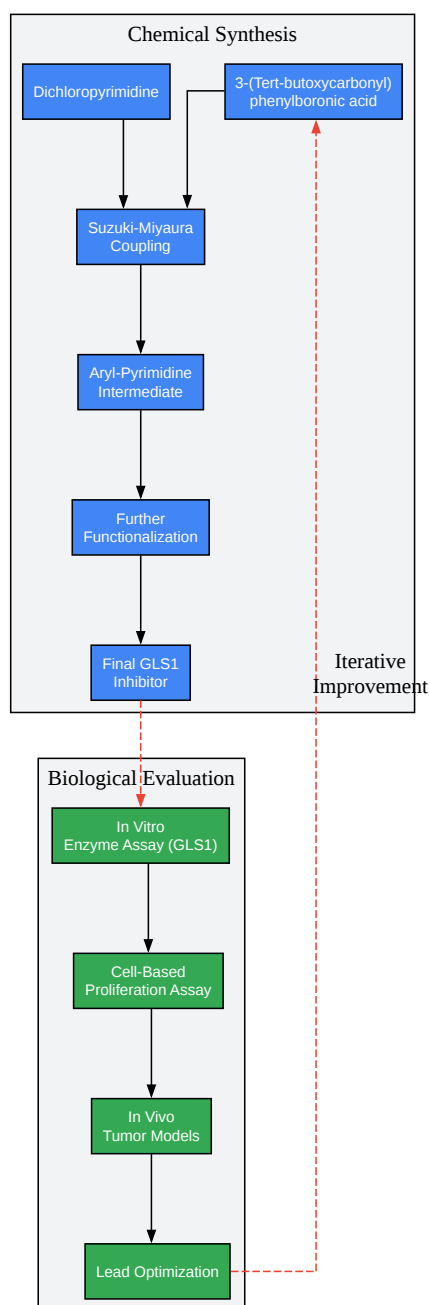 Chemical Synthesis
Dichloropyrimidine
3-(Tert-butoxycarbonyl)
phenylboronic acid
Suzuki-Miyaura
Coupling
Aryl-Pyrimidine
Intermediate
Further
Functionalization
Final GLS1
Inhibitor
Iterative
Improvement
Biological Evaluation
In Vitro
Enzyme Assay (GLS1)
Cell-Based
Proliferation Assay
In Vivo
Tumor Models
Lead Optimization